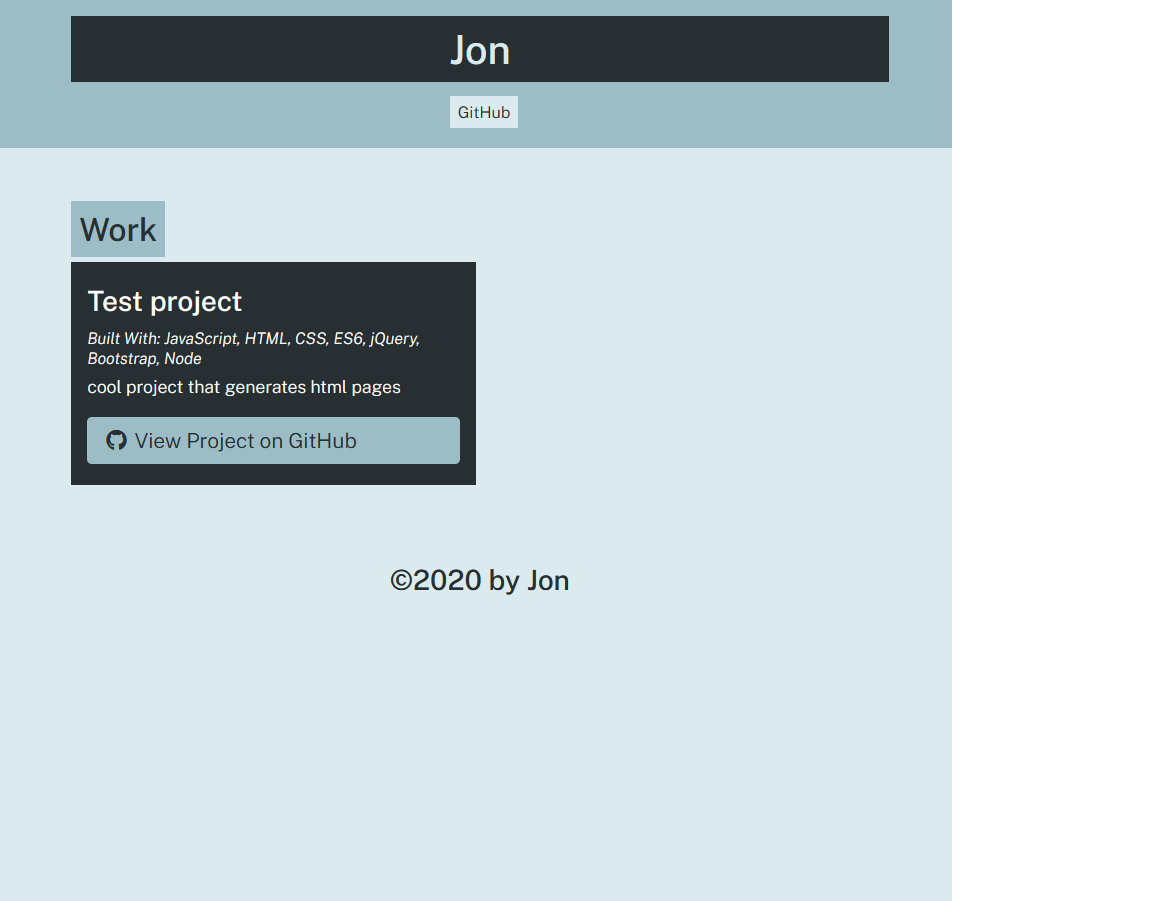 Jon
GitHub
Work
Test project
Built With: JavaScript, HTML, CSS, ES6, jQuery,
Bootstrap, Node
cool project that generates html pages
View Project on GitHub
©2020 by Jon